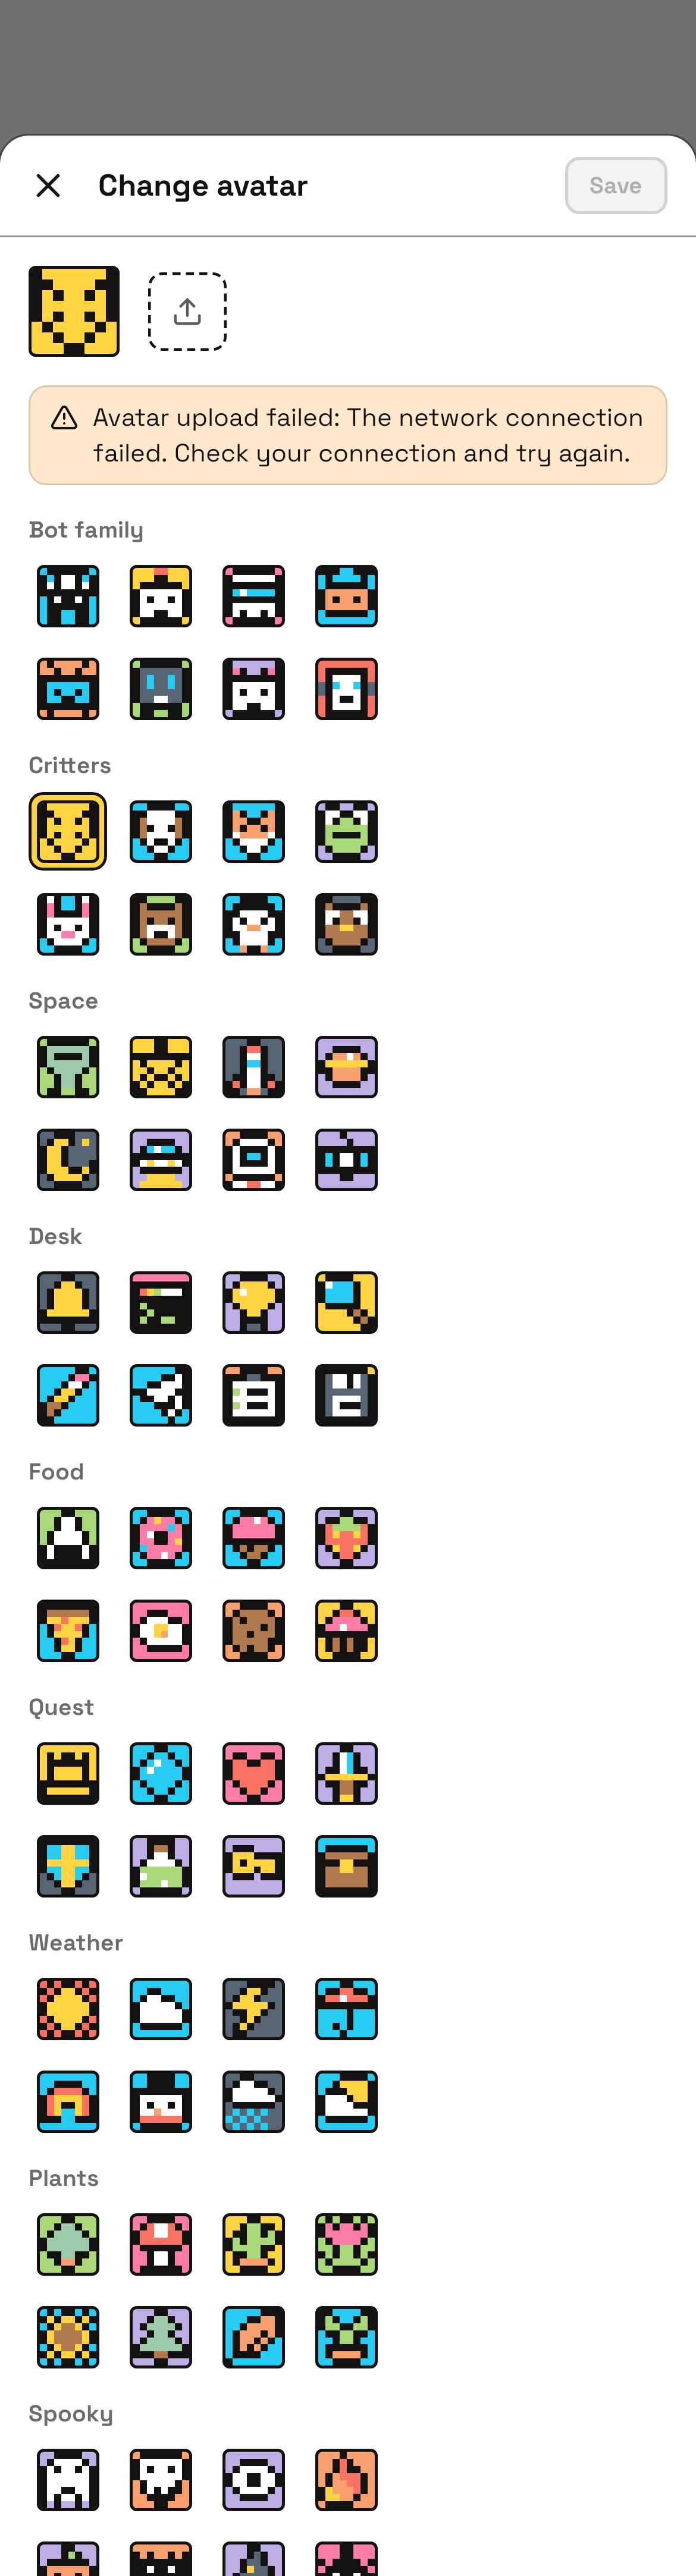 Change avatar
Save
Avatar upload failed: The network connection
failed. Check your connection and try again.
Bot family
Critters
Space
Desk
Food
Quest
Weather
Plants
Spooky